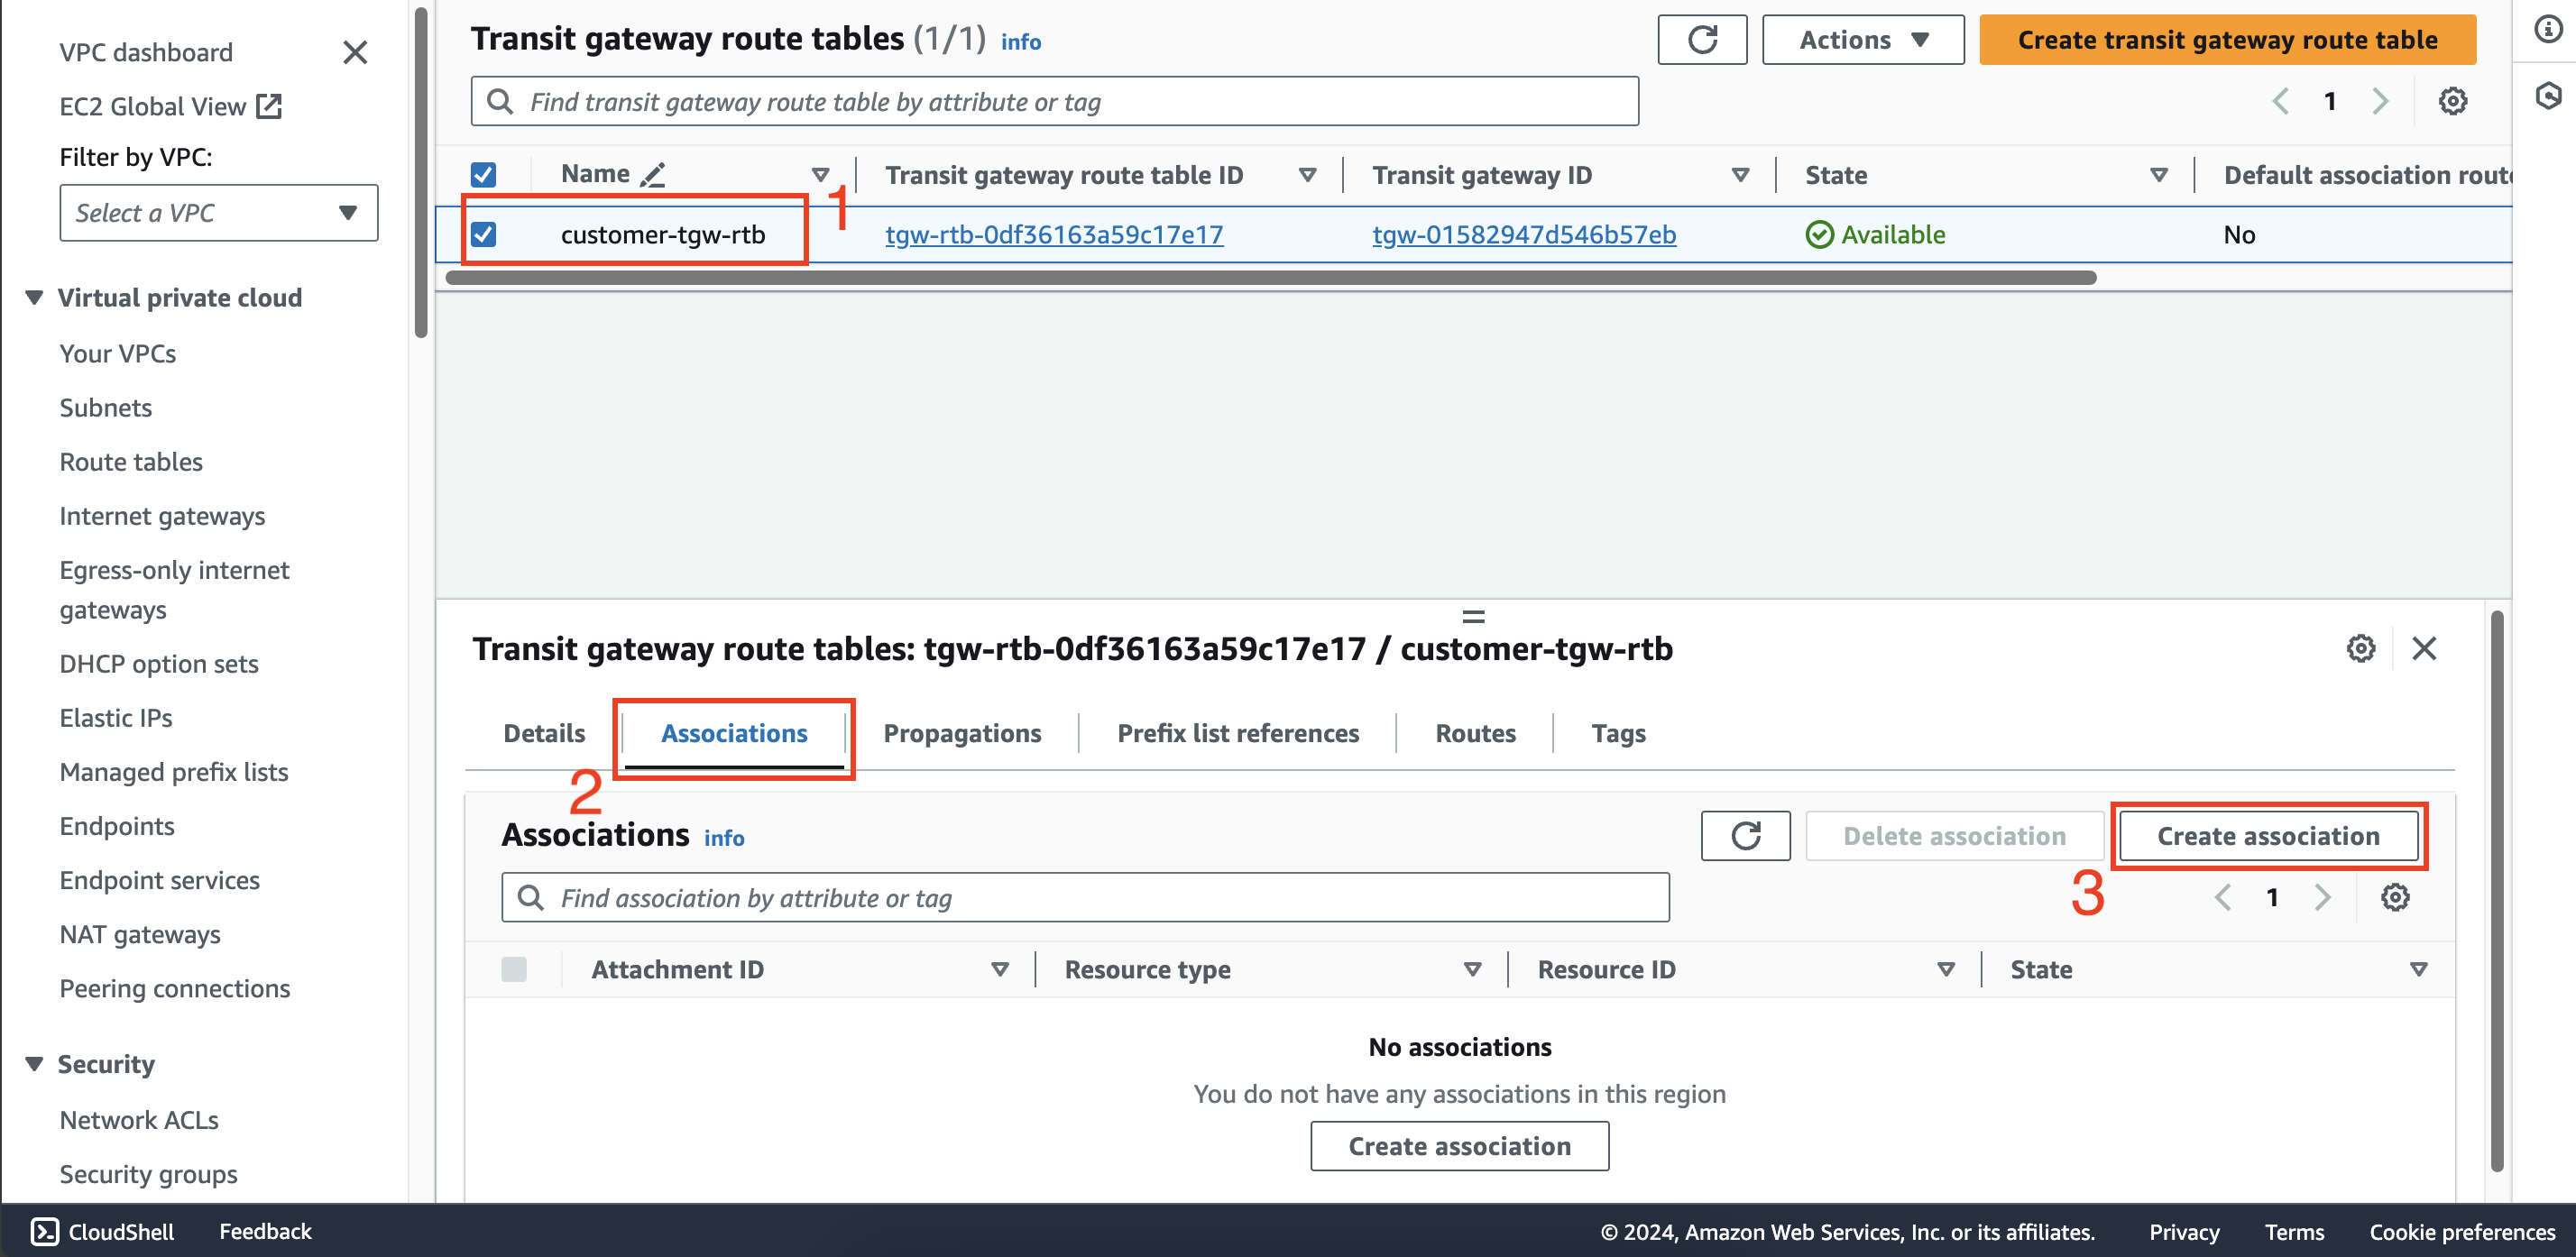 VPC dashboard
EC2 Global View
Filter by VPC:
Select a VPC
Virtual private cloud
Your VPCs
Subnets
Route tables
Internet gateways
Egress-only internet
gateways
DHCP option sets
Elastic IPs
Managed prefix lists
Endpoints
Endpoint services
NAT gateways
Peering connections
Security
Network ACLs
Security groups
Transit gateway route tables (1/1) info
Actions
Create transit gateway route table
Find transit gateway route table by attribute or tag
1
Name
Transit gateway route table ID
Transit gateway ID
State
Default association route
1
customer-tgw-rtb
tgw-rtb-0df36163a59c17e17
tgw-01582947d546b57eb
Available
No
Transit gateway route tables: tgw-rtb-0df36163a59c17e17 / customer-tgw-rtb
Details
Associations
Propagations
Prefix list references
Routes
Tags
2
Associations info
Delete association
Create association
3
Find association by attribute or tag
1
Attachment ID
Resource type
Resource ID
State
No associations
You do not have any associations in this region
Create association
CloudShell
Feedback
© 2024, Amazon Web Services, Inc. or its affiliates.
Privacy
Terms
Cookie preferences